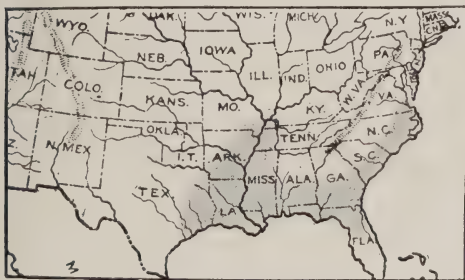 WYO.
DAK.
WIS.
MICH.
N.Y
MASS.
NEB.
IOWA
ILL.
IND.
OHIO
PA.
TAH
COLO.
KANS.
MO.
KY.
W.VA.
VA.
OKLA.
TENN.
N.C.
N.MEX
I.T.
ARK.
S.C.
TEX
LA
MISS
ALA.
GA.
FLA